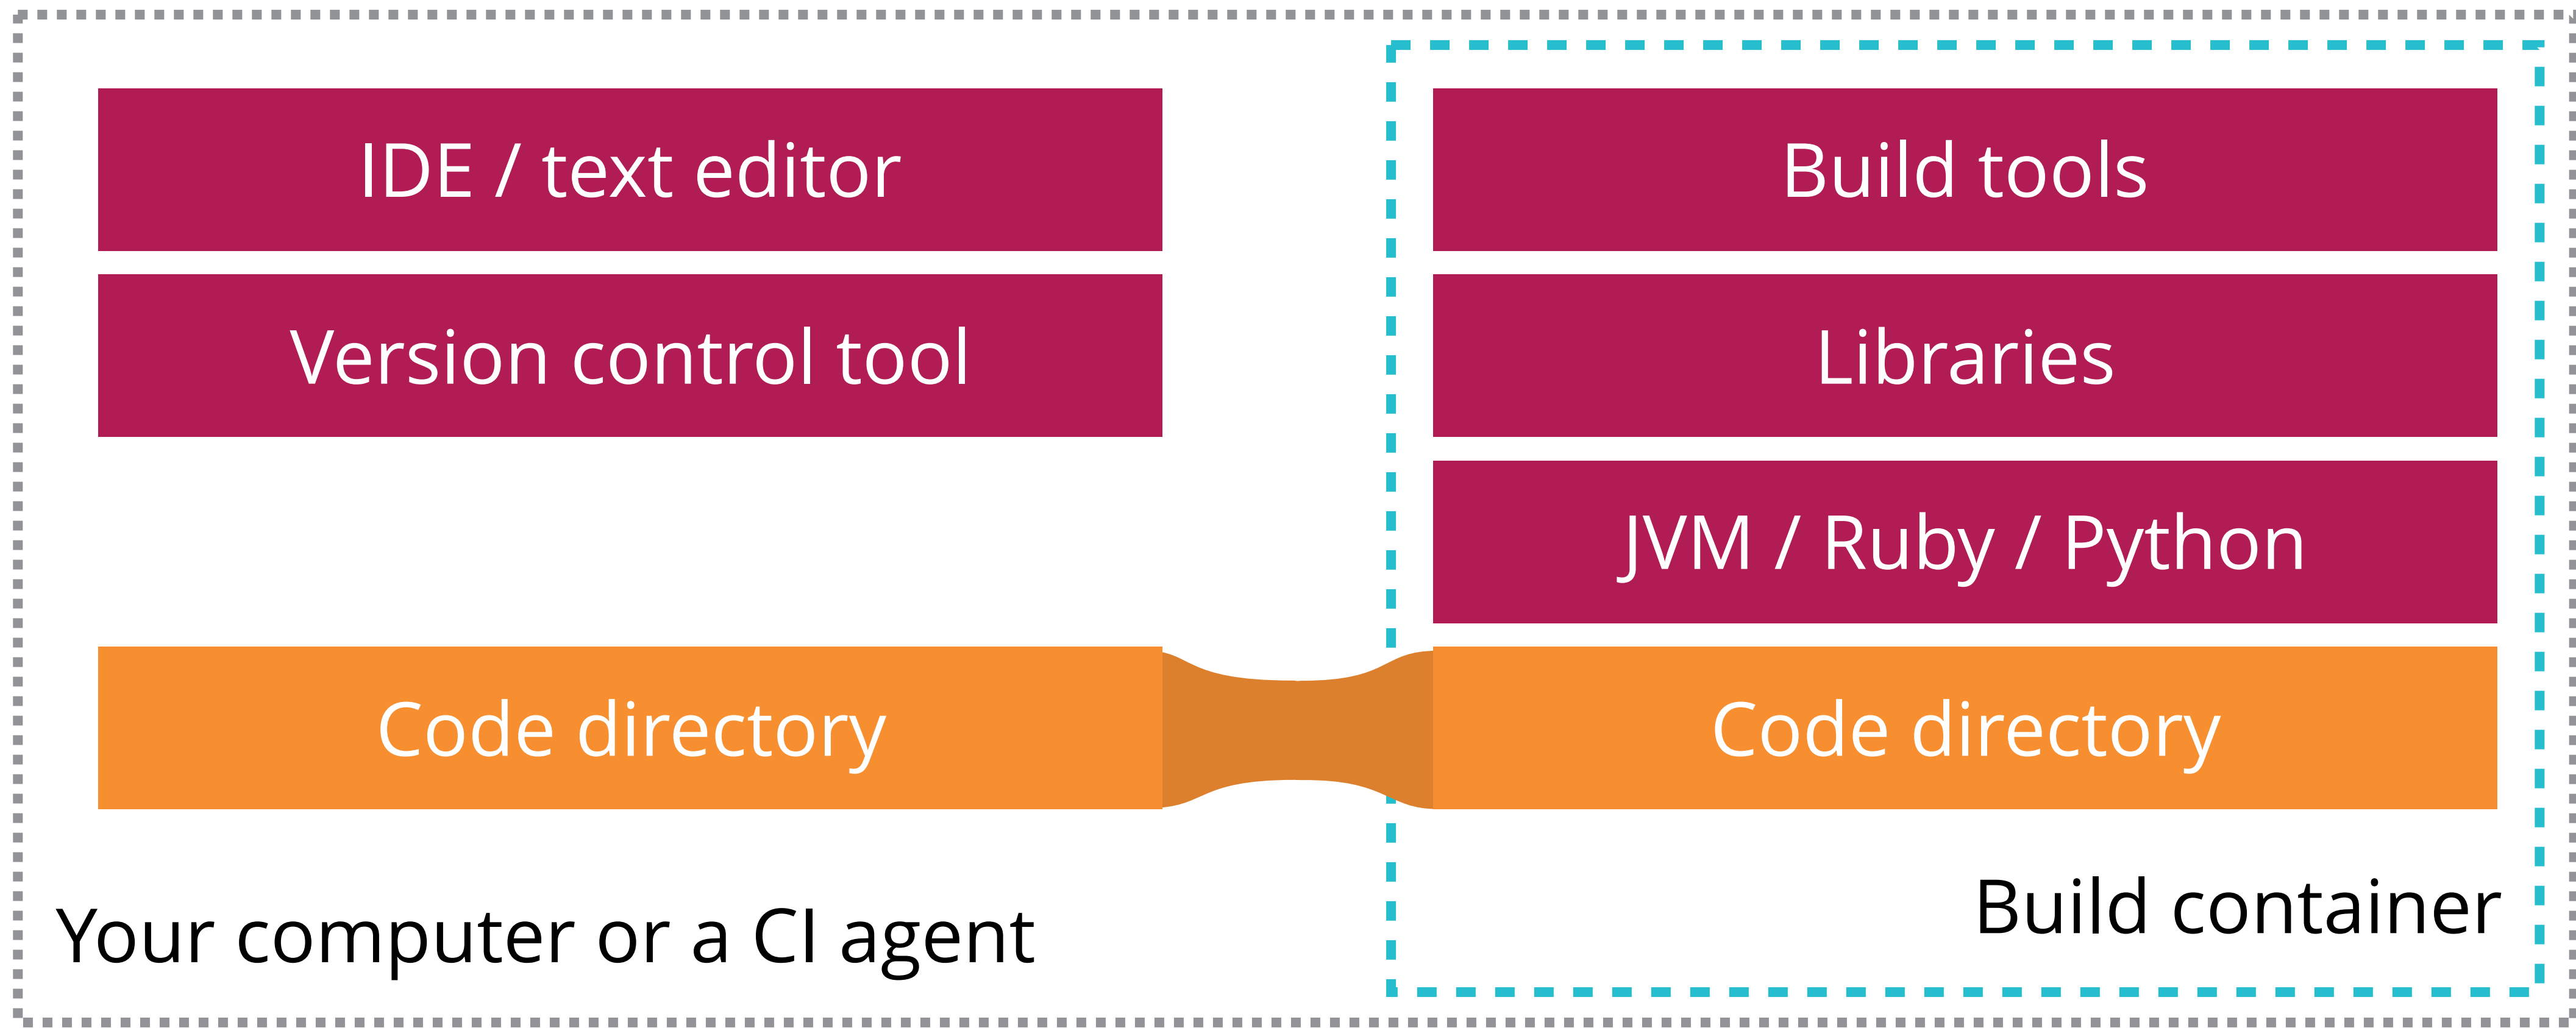 IDE / text editor
Version control tool
Code directory
Your computer or a CI agent
Build tools
Libraries
JVM / Ruby / Python
Code directory
Build container